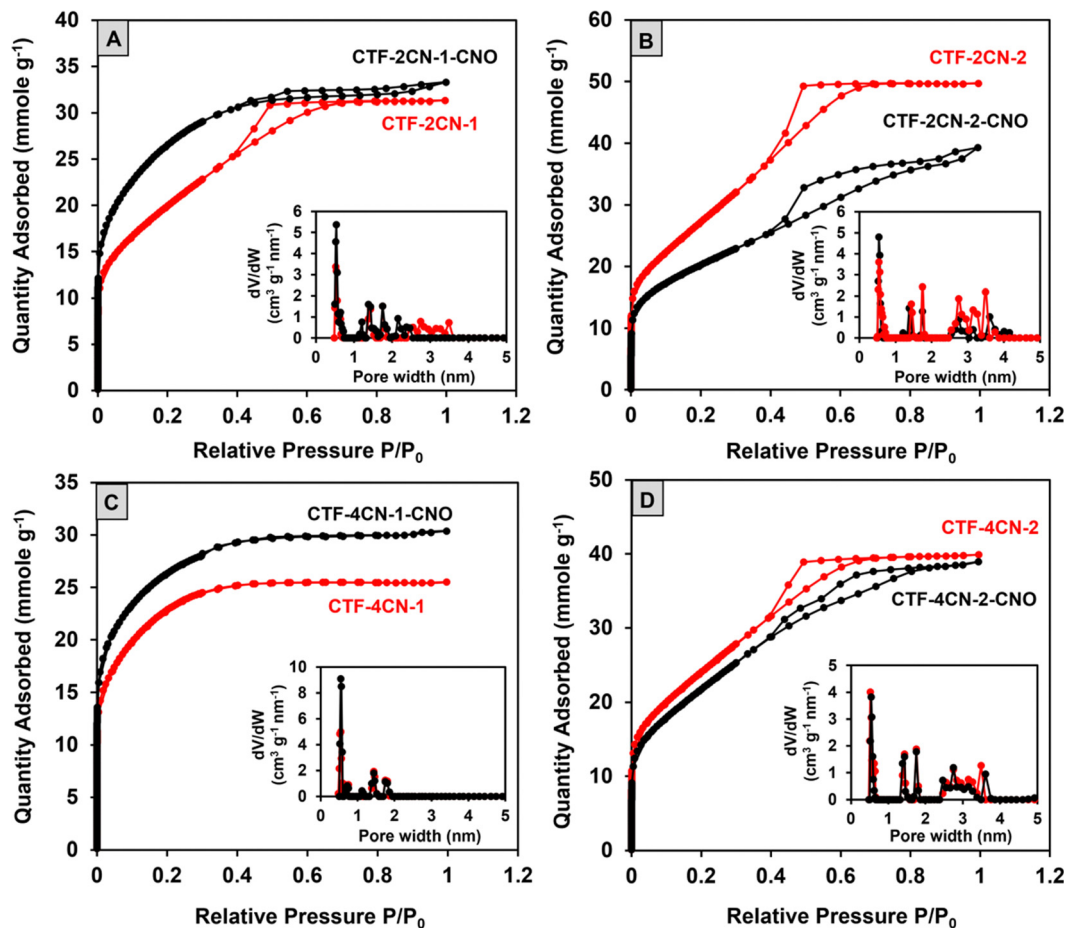 A
CTF-2CN-1-CNO
CTF-2CN-1
Quantity Adsorbed (mmole g⁻¹)
40
35
30
25
20
15
10
5
0
0 0.2 0.4 0.6 0.8 1 1.2
Relative Pressure P/P₀
dV/dW
(cm³ g⁻¹ nm⁻¹)
6
5
4
3
2
1
0
0 1 2 3 4 5
Pore width (nm)
B
CTF-2CN-2
CTF-2CN-2-CNO
Quantity Adsorbed (mmole g⁻¹)
60
50
40
30
20
10
0
0 0.2 0.4 0.6 0.8 1 1.2
Relative Pressure P/P₀
dV/dW
(cm³ g⁻¹ nm⁻¹)
6
5
4
3
2
1
0
0 1 2 3 4 5
Pore width (nm)
C
CTF-4CN-1-CNO
CTF-4CN-1
Quantity Adsorbed (mmole g⁻¹)
35
30
25
20
15
10
5
0
0 0.2 0.4 0.6 0.8 1 1.2
Relative Pressure P/P₀
dV/dW
(cm³ g⁻¹ nm⁻¹)
10
8
6
4
2
0
0 1 2 3 4 5
Pore width (nm)
D
CTF-4CN-2
CTF-4CN-2-CNO
Quantity Adsorbed (mmole g⁻¹)
50
40
30
20
10
0
0 0.2 0.4 0.6 0.8 1 1.2
Relative Pressure P/P₀
dV/dW
(cm³ g⁻¹ nm⁻¹)
5
4
3
2
1
0
0 1 2 3 4 5
Pore width (nm)